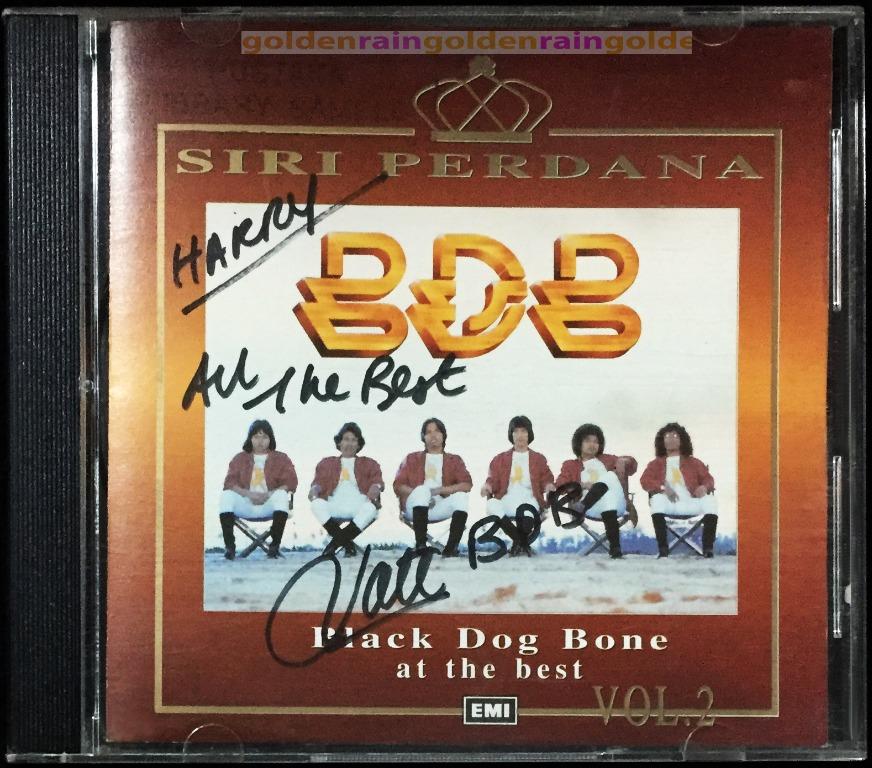 goldenraingoldenraingolde
SIRI PERDANA
HARRY
BDB
All The Best
BDB
Black Dog Bone
at the best
EMI
VOL.2